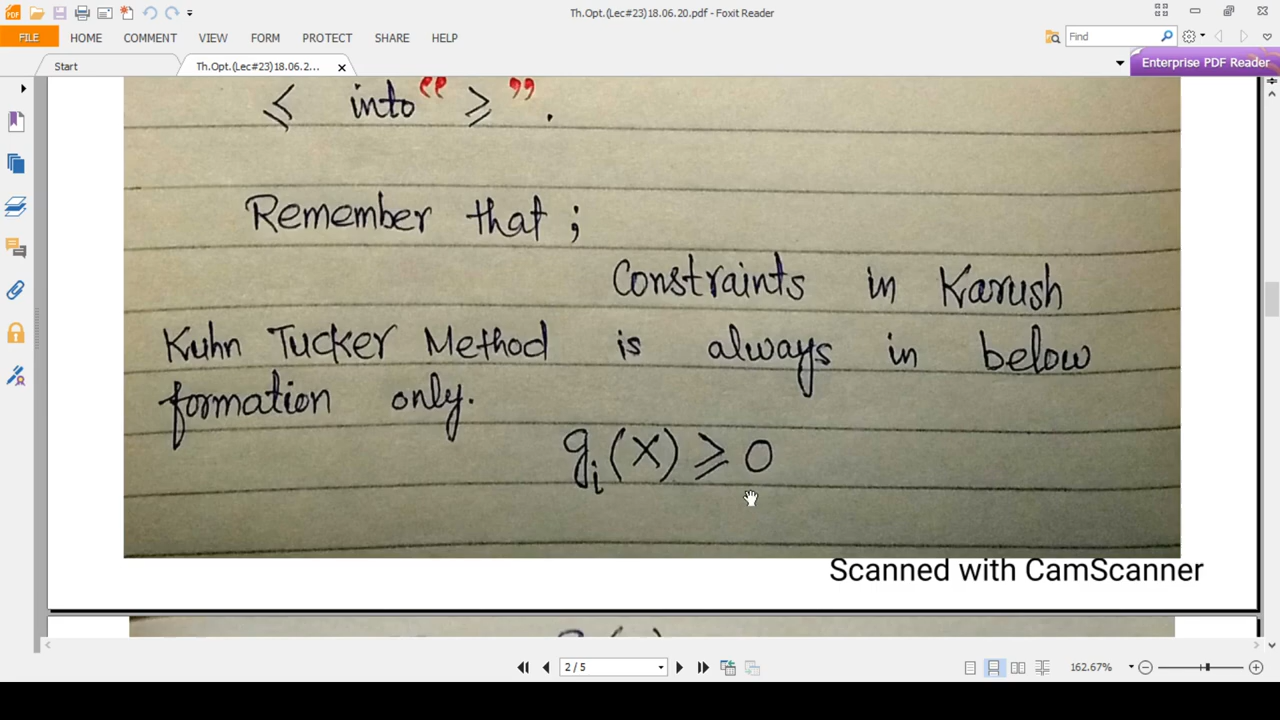 Th.Opt.(Lec#23)18.06.20.pdf - Foxit Reader
FILE HOME COMMENT VIEW FORM PROTECT SHARE HELP
Find
Start Th.Opt.(Lec#23)18.06.2...
Enterprise PDF Reader
≤ into “ ≥ ”.
Remember that ;
Constraints in Karush
Kuhn Tucker Method is always in below
formation only.
gᵢ(X) ≥ 0
Scanned with CamScanner
2 / 5
162.67%